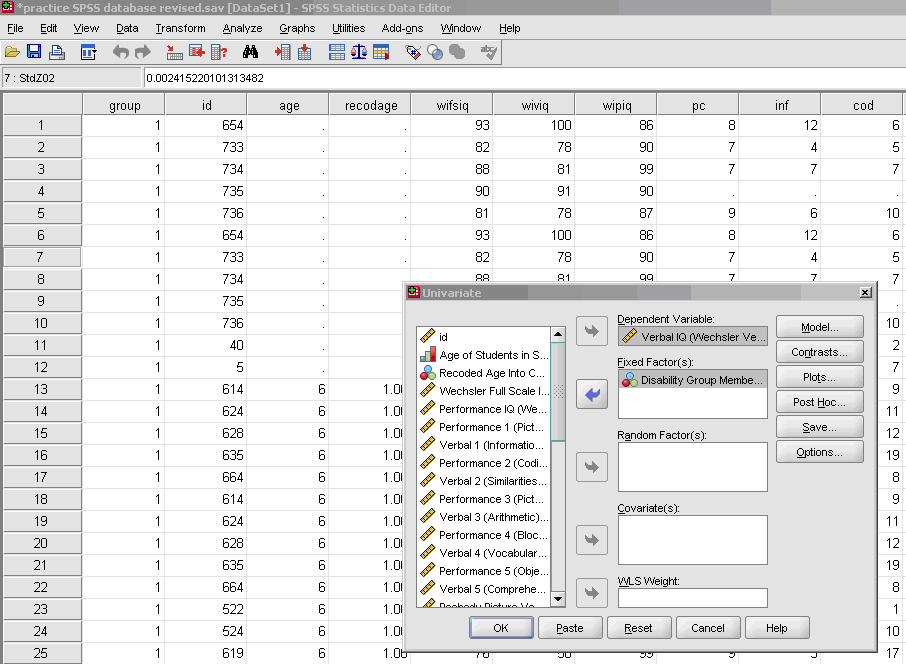 *practice SPSS database revised.sav [DataSet1] - SPSS Statistics Data Editor
File Edit View Data Transform Analyze Graphs Utilities Add-ons Window Help
7 : StdZ02 0.002415220101313482
group id age recodage wifsiq wiviq wipiq pc inf cod
1 1 654 . . 93 100 86 8 12 6
2 1 733 . . 82 78 90 7 4 5
3 1 734 . . 88 81 99 7 7 7
4 1 735 . . 90 91 90 . . .
5 1 736 . . 81 78 87 9 6 10
6 1 654 . . 93 100 86 8 12 6
7 1 733 . . 82 78 90 7 4 5
8 1 734 . 88 81 99 7 7 7
9 1 735 . .
10 1 736 . 10
11 1 40 . 2
12 1 5 . 7
13 1 614 6 1.00 9
14 1 624 6 1.00 11
15 1 628 6 1.00 12
16 1 635 6 1.00 19
17 1 664 6 1.00 8
18 1 614 6 1.00 9
19 1 624 6 1.00 11
20 1 628 6 1.00 12
21 1 635 6 1.00 19
22 1 664 6 1.00 8
23 1 522 6 1.00 1
24 1 524 6 1.00 10
25 1 619 6 1.00 17
Univariate
id
Age of Students in S...
Recoded Age Into C...
Wechsler Full Scale I...
Performance IQ (We...
Performance 1 (Pict...
Verbal 1 (Informatio...
Performance 2 (Codi...
Verbal 2 (Similarities...
Performance 3 (Pict...
Verbal 3 (Arithmetic)...
Performance 4 (Bloc...
Verbal 4 (Vocabular...
Performance 5 (Obje...
Verbal 5 (Comprehe...
Dependent Variable:
Verbal IQ (Wechsler Ve...
Fixed Factor(s):
Disability Group Membe...
Random Factor(s):
Covariate(s):
WLS Weight:
Model...
Contrasts...
Plots...
Post Hoc...
Save...
Options...
OK Paste Reset Cancel Help